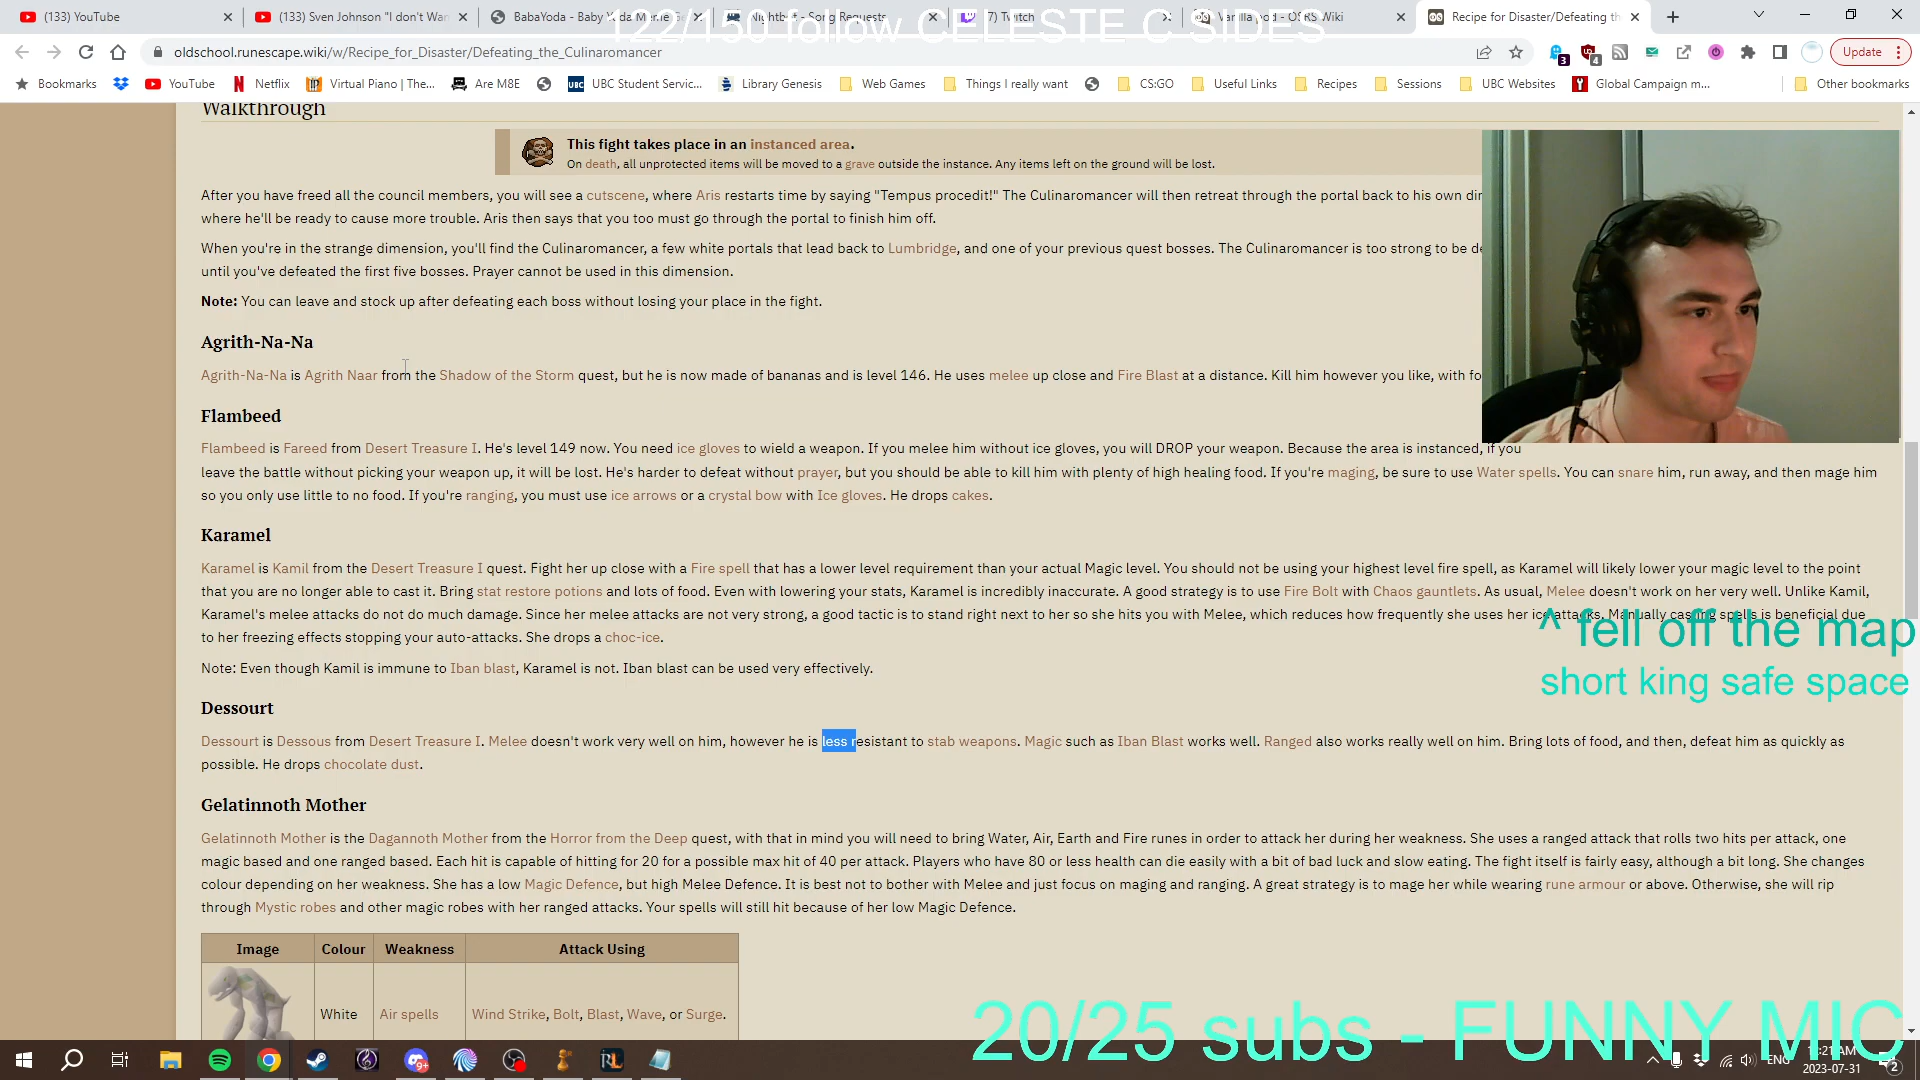 (133) YouTube
(133) Sven Johnson "I don't Wan
BabaYoda - Baby Yoda Meme
Nightbot - Song Requests
Twitch
Vanilla pod - OSRS Wiki
Recipe for Disaster/Defeating th
122/150 follow CELESTE C SIDES
oldschool.runescape.wiki/w/Recipe_for_Disaster/Defeating_the_Culinaromancer
3
4
Update
Bookmarks
YouTube
Netflix
Virtual Piano | The...
Are M8E
UBC
UBC Student Servic...
Library Genesis
Web Games
Things I really want
CS:GO
Useful Links
Recipes
Sessions
UBC Websites
Global Campaign m...
Other bookmarks
Walkthrough
This fight takes place in an instanced area.
On death, all unprotected items will be moved to a grave outside the instance. Any items left on the ground will be lost.
After you have freed all the council members, you will see a cutscene, where Aris restarts time by saying "Tempus procedit!" The Culinaromancer will then retreat through the portal back to his own dir
where he'll be ready to cause more trouble. Aris then says that you too must go through the portal to finish him off.
When you're in the strange dimension, you'll find the Culinaromancer, a few white portals that lead back to Lumbridge, and one of your previous quest bosses. The Culinaromancer is too strong to be de
until you've defeated the first five bosses. Prayer cannot be used in this dimension.
Note: You can leave and stock up after defeating each boss without losing your place in the fight.
Agrith-Na-Na
Agrith-Na-Na is Agrith Naar from the Shadow of the Storm quest, but he is now made of bananas and is level 146. He uses melee up close and Fire Blast at a distance. Kill him however you like, with fo
Flambeed
Flambeed is Fareed from Desert Treasure I. He's level 149 now. You need ice gloves to wield a weapon. If you melee him without ice gloves, you will DROP your weapon. Because the area is instanced, if you
leave the battle without picking your weapon up, it will be lost. He's harder to defeat without prayer, but you should be able to kill him with plenty of high healing food. If you're maging, be sure to use Water spells. You can snare him, run away, and then mage him
so you only use little to no food. If you're ranging, you must use ice arrows or a crystal bow with Ice gloves. He drops cakes.
Karamel
Karamel is Kamil from the Desert Treasure I quest. Fight her up close with a Fire spell that has a lower level requirement than your actual Magic level. You should not be using your highest level fire spell, as Karamel will likely lower your magic level to the point
that you are no longer able to cast it. Bring stat restore potions and lots of food. Even with lowering your stats, Karamel is incredibly inaccurate. A good strategy is to use Fire Bolt with Chaos gauntlets. As usual, Melee doesn't work on her very well. Unlike Kamil,
Karamel's melee attacks do not do much damage. Since her melee attacks are not very strong, a good tactic is to stand right next to her so she hits you with Melee, which reduces how frequently she uses her ice attacks. Manually casting spells is beneficial due
to her freezing effects stopping your auto-attacks. She drops a choc-ice.
^ fell off the map
Note: Even though Kamil is immune to Iban blast, Karamel is not. Iban blast can be used very effectively.
short king safe space
Dessourt
Dessourt is Dessous from Desert Treasure I. Melee doesn't work very well on him, however he is less resistant to stab weapons. Magic such as Iban Blast works well. Ranged also works really well on him. Bring lots of food, and then, defeat him as quickly as
possible. He drops chocolate dust.
Gelatinnoth Mother
Gelatinnoth Mother is the Dagannoth Mother from the Horror from the Deep quest, with that in mind you will need to bring Water, Air, Earth and Fire runes in order to attack her during her weakness. She uses a ranged attack that rolls two hits per attack, one
magic based and one ranged based. Each hit is capable of hitting for 20 for a possible max hit of 40 per attack. Players who have 80 or less health can die easily with a bit of bad luck and slow eating. The fight itself is fairly easy, although a bit long. She changes
colour depending on her weakness. She has a low Magic Defence, but high Melee Defence. It is best not to bother with Melee and just focus on maging and ranging. A great strategy is to mage her while wearing rune armour or above. Otherwise, she will rip
through Mystic robes and other magic robes with her ranged attacks. Your spells will still hit because of her low Magic Defence.
Image Colour Weakness Attack Using
White Air spells Wind Strike, Bolt, Blast, Wave, or Surge.
20/25 subs - FUNNY MIC
9+
RL
ENG
2023-07-31
2